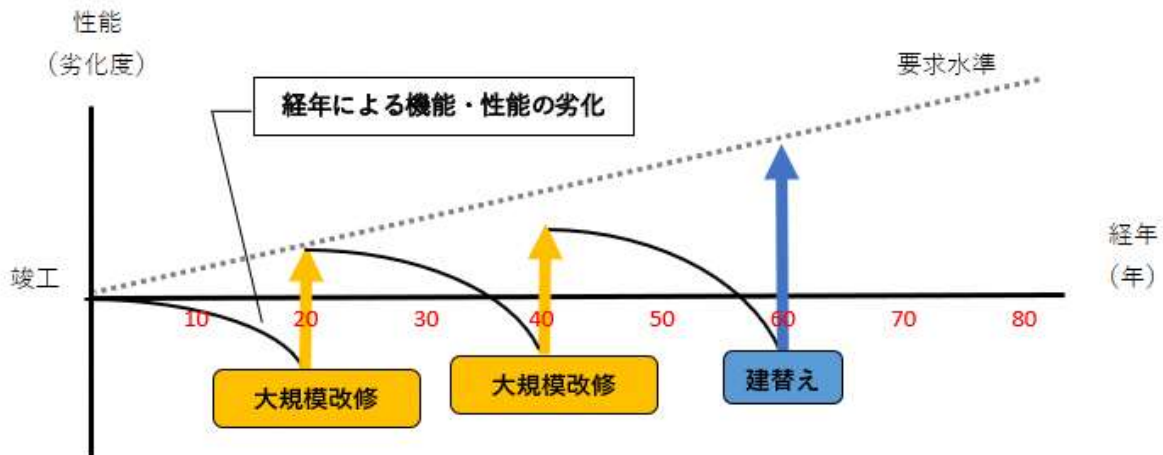 性能
（劣化度）
要求水準
経年による機能・性能の劣化
経年
（年）
竣工
10
20
30
40
50
60
70
80
大規模改修
大規模改修
建替え